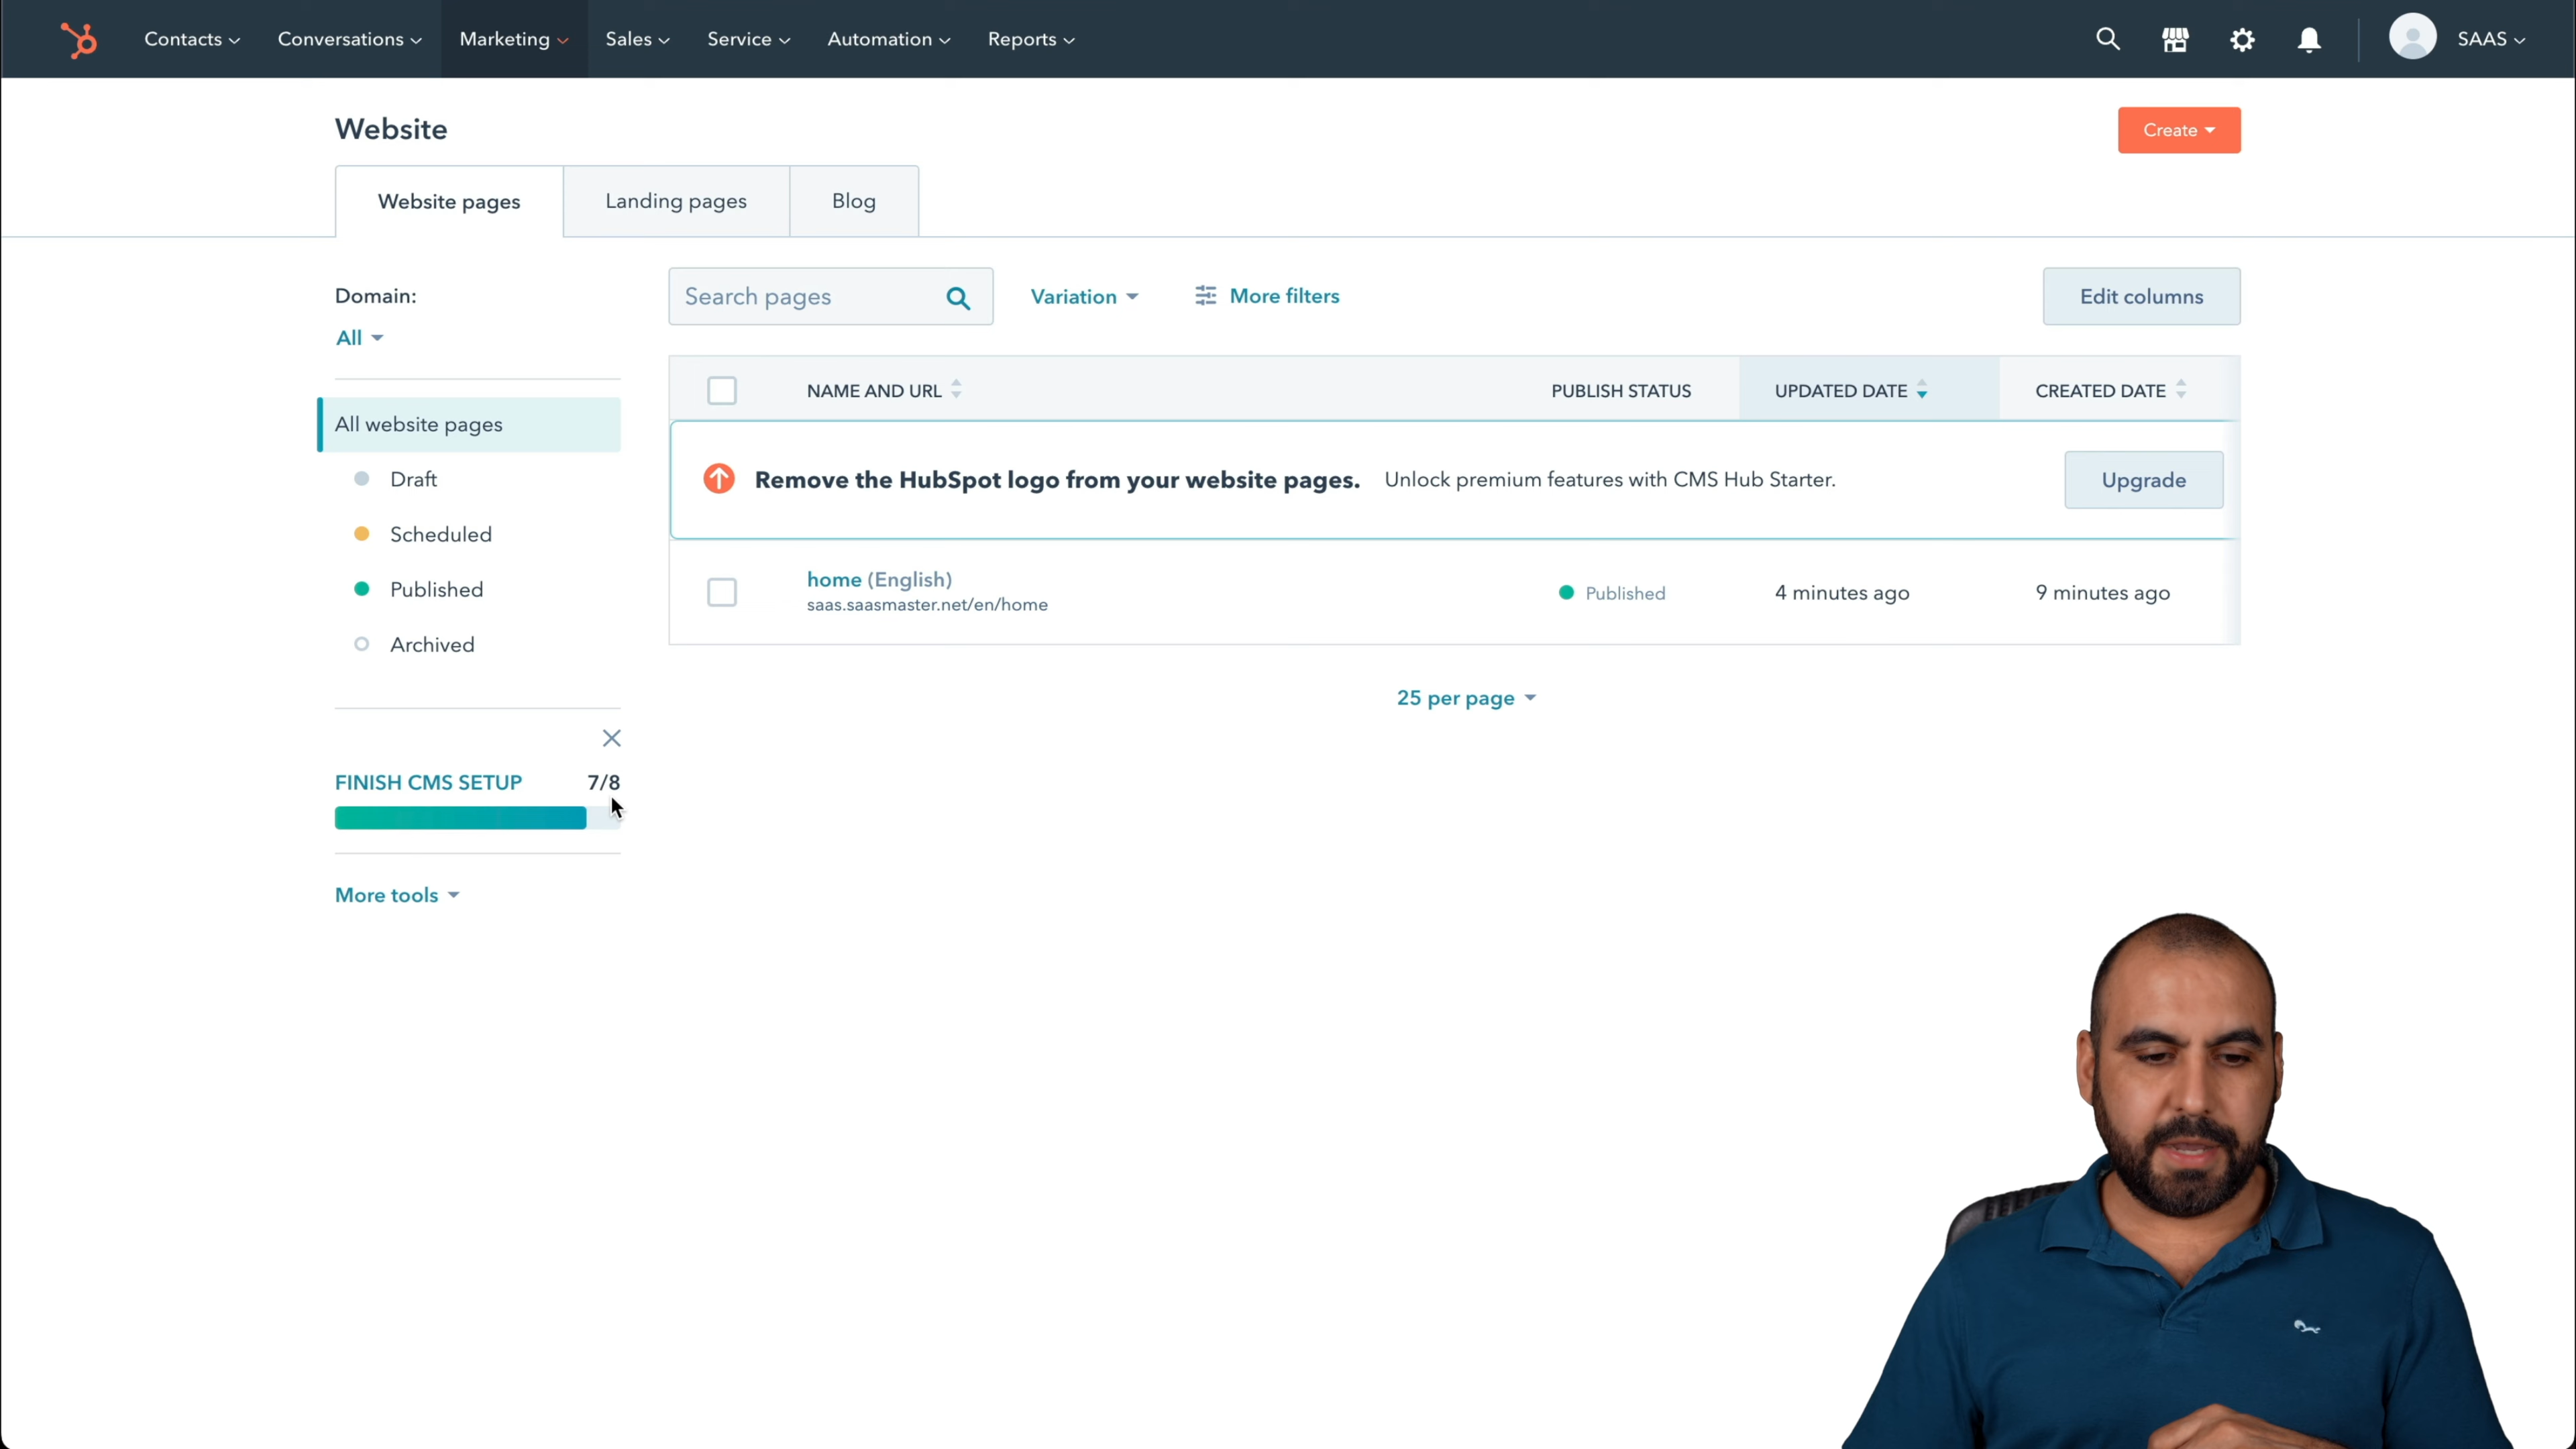 Contacts Conversations Marketing Sales Service Automation Reports SAAS
Website
Create
Website pages Landing pages Blog
Domain:
All
Search pages Variation More filters Edit columns
All website pages
Draft
Scheduled
Published
Archived
NAME AND URL PUBLISH STATUS UPDATED DATE CREATED DATE
Remove the HubSpot logo from your website pages. Unlock premium features with CMS Hub Starter. Upgrade
home (English)
saas.saasmaster.net/en/home
Published 4 minutes ago 9 minutes ago
25 per page
FINISH CMS SETUP 7/8
More tools